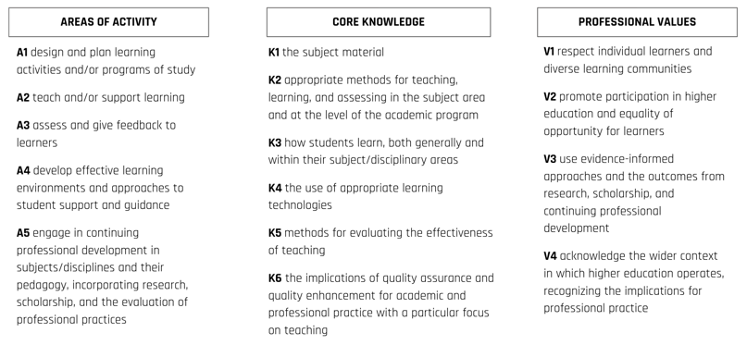 AREAS OF ACTIVITY
A1 design and plan learning
activities and/or programs of study
A2 teach and/or support learning
A3 assess and give feedback to
learners
A4 develop effective learning
environments and approaches to
student support and guidance
A5 engage in continuing
professional development in
subjects/disciplines and their
pedagogy, incorporating research,
scholarship, and the evaluation of
professional practices
CORE KNOWLEDGE
K1 the subject material
K2 appropriate methods for teaching,
learning, and assessing in the subject area
and at the level of the academic program
K3 how students learn, both generally and
within their subject/disciplinary areas
K4 the use of appropriate learning
technologies
K5 methods for evaluating the effectiveness
of teaching
K6 the implications of quality assurance and
quality enhancement for academic and
professional practice with a particular focus
on teaching
PROFESSIONAL VALUES
V1 respect individual learners and
diverse learning communities
V2 promote participation in higher
education and equality of
opportunity for learners
V3 use evidence-informed
approaches and the outcomes from
research, scholarship, and
continuing professional
development
V4 acknowledge the wider context
in which higher education operates,
recognizing the implications for
professional practice